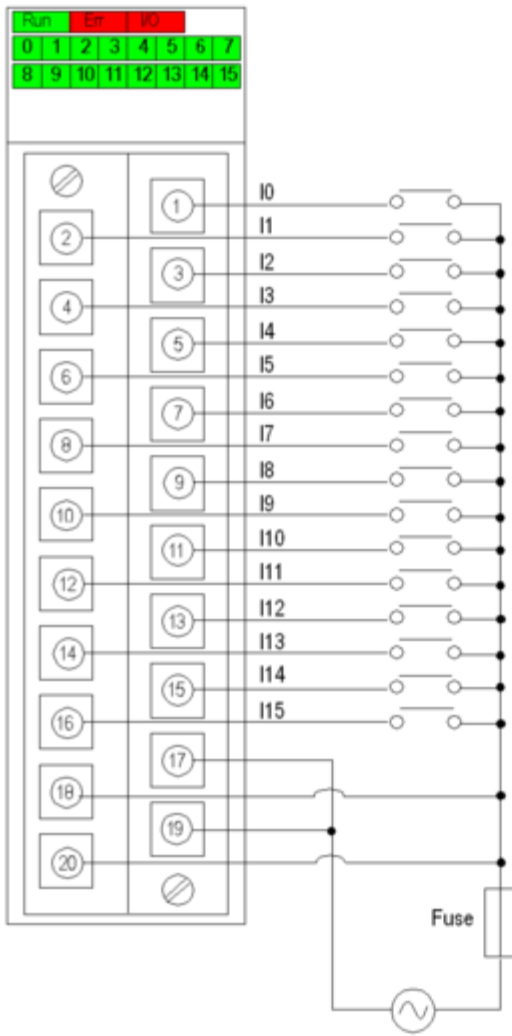 Run Err I/O
0 1 2 3 4 5 6 7
8 9 10 11 12 13 14 15
1 I0
2 I1
3 I2
4 I3
5 I4
6 I5
7 I6
8 I7
9 I8
10 I9
11 I10
12 I11
13 I12
14 I13
15 I14
16 I15
17
18
19
20
Fuse